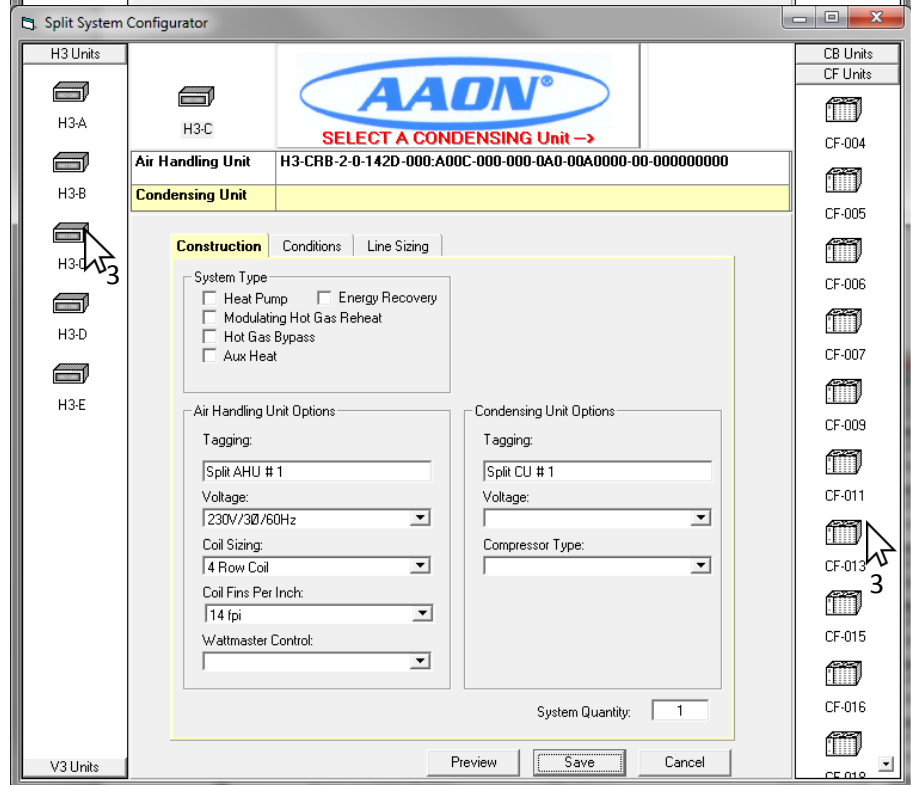 Split System Configurator
H3 Units
H3-A
H3-B
H3-C
3
H3-D
H3-E
V3 Units
H3-C
AAON®
SELECT A CONDENSING Unit -->
Air Handling Unit H3-CRB-2-0-142D-000:A00C-000-000-0A0-00A0000-00-000000000
Condensing Unit
Construction Conditions Line Sizing
System Type
Heat Pump Energy Recovery
Modulating Hot Gas Reheat
Hot Gas Bypass
Aux Heat
Air Handling Unit Options
Tagging:
Split AHU # 1
Voltage:
230V/3Ø/60Hz
Coil Sizing:
4 Row Coil
Coil Fins Per Inch:
14 fpi
Wattmaster Control:
Condensing Unit Options
Tagging:
Split CU # 1
Voltage:
Compressor Type:
System Quantity: 1
Preview Save Cancel
CB Units
CF Units
CF-004
CF-005
CF-006
CF-007
CF-009
CF-011
CF-013
3
CF-015
CF-016